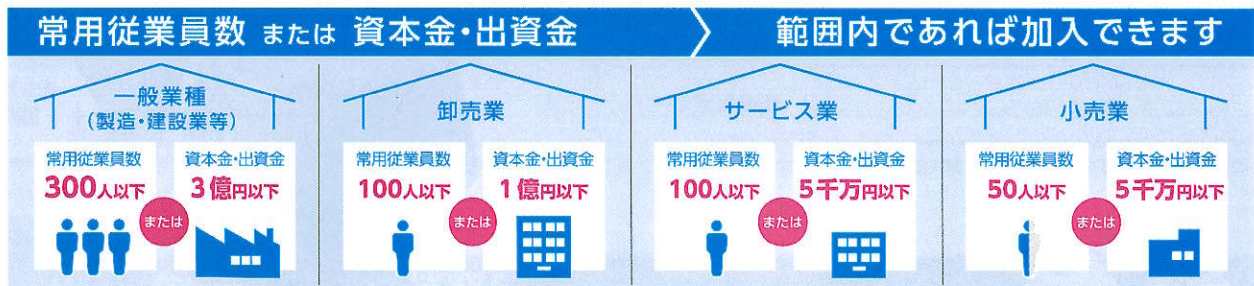 常用従業員数 または 資本金・出資金
範囲内であれば加入できます
一般業種
(製造・建設業等)
常用従業員数
300人以下
または
資本金・出資金
3億円以下
卸売業
常用従業員数
100人以下
または
資本金・出資金
1億円以下
サービス業
常用従業員数
100人以下
または
資本金・出資金
5千万円以下
小売業
常用従業員数
50人以下
または
資本金・出資金
5千万円以下